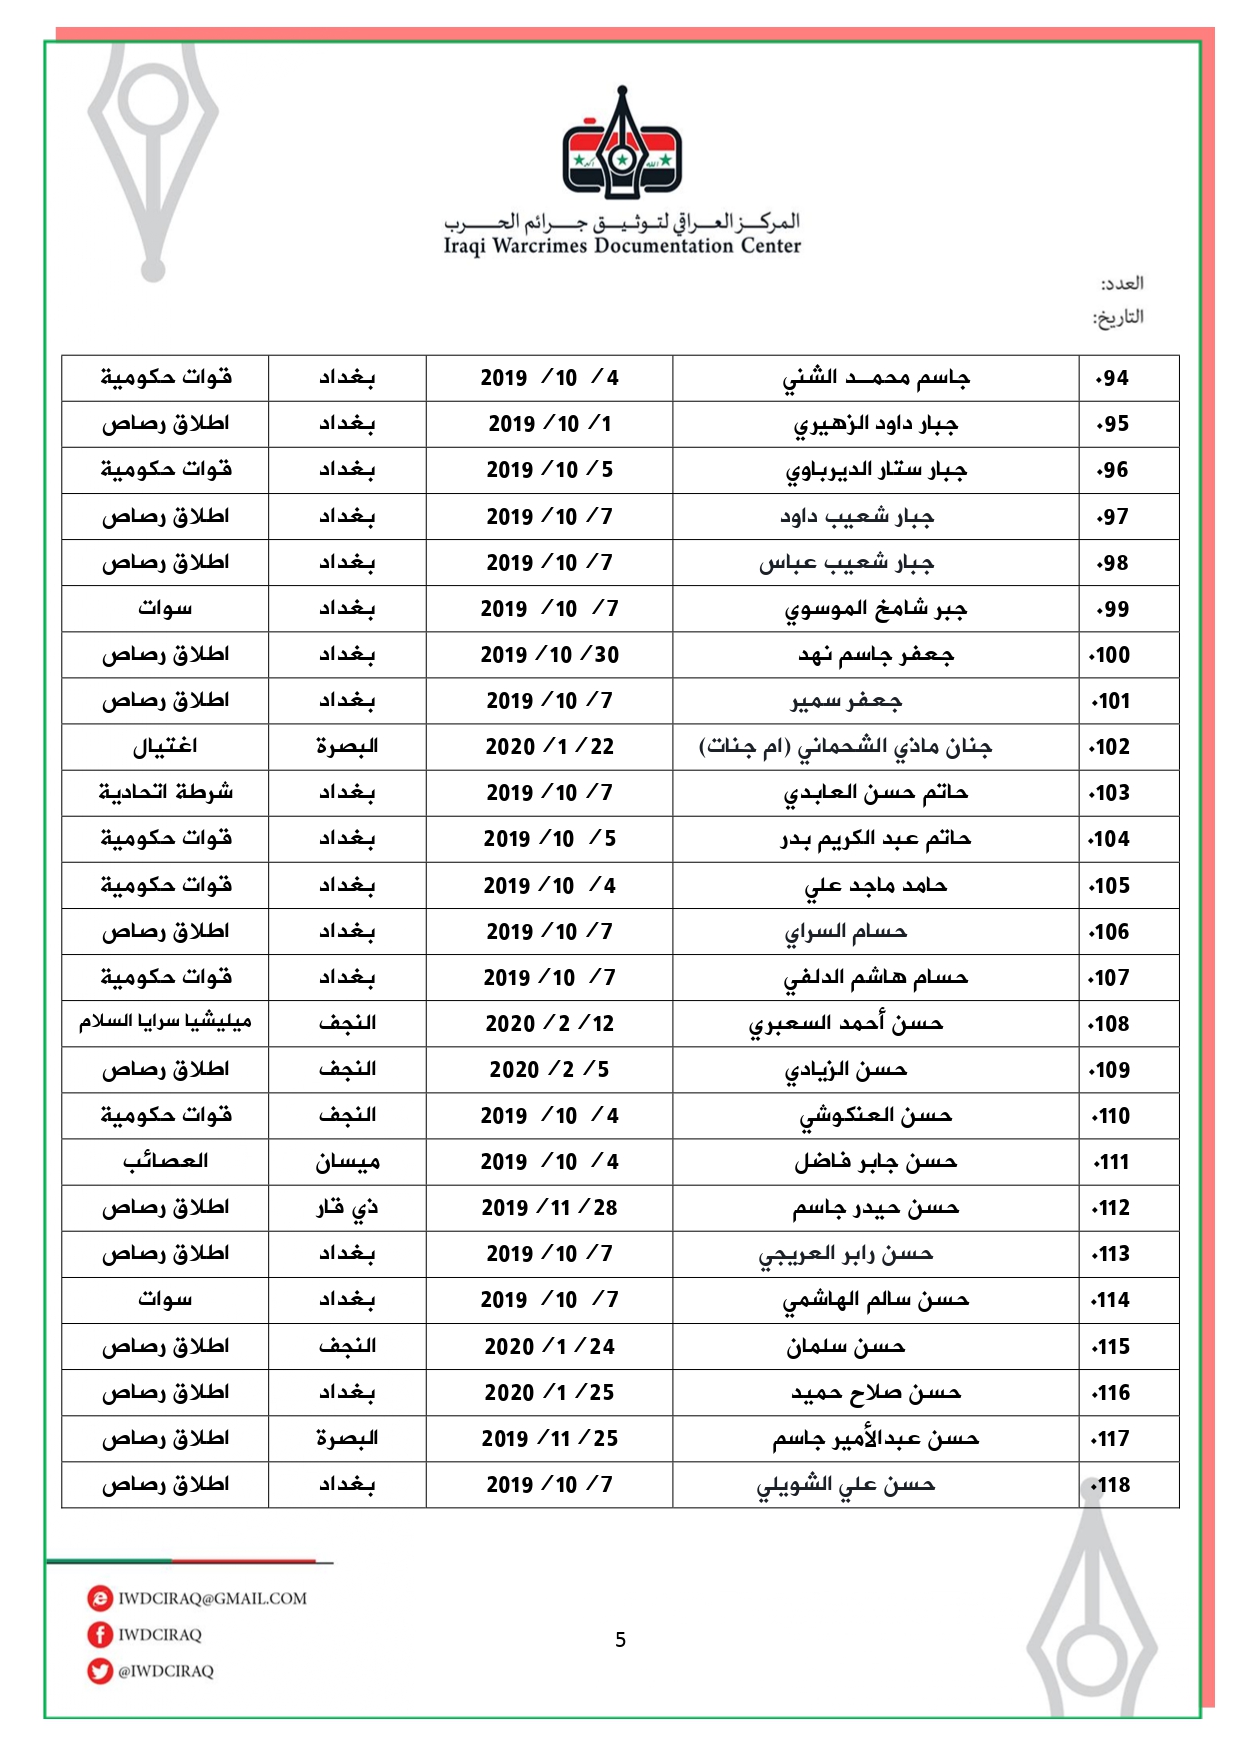 المركز العراقي لتوثيق جرائم الحرب
Iraqi Warcrimes Documentation Center
العدد:
التاريخ:
94. جاسم محمد الشني 4 / 10 / 2019 بغداد قوات حكومية
95. جبار داود الزهيري 1/ 10/ 2019 بغداد اطلاق رصاص
96. جبار ستار الديرباوي 5/ 10/ 2019 بغداد قوات حكومية
97. جبار شعيب داود 7/ 10/ 2019 بغداد اطلاق رصاص
98. جبار شعيب عباس 7/ 10/ 2019 بغداد اطلاق رصاص
99. جبر شامخ الموسوي 7/ 10/ 2019 بغداد سوات
100. جعفر جاسم نهد 30/ 10/ 2019 بغداد اطلاق رصاص
101. جعفر سمير 7/ 10/ 2019 بغداد اطلاق رصاص
102. جنان ماذي الشحماني (ام جنات) 22/ 1/ 2020 البصرة اغتيال
103. حاتم حسن العابدي 7/ 10/ 2019 بغداد شرطة اتحادية
104. حاتم عبد الكريم بدر 5/ 10/ 2019 بغداد قوات حكومية
105. حامد ماجد علي 4/ 10/ 2019 بغداد قوات حكومية
106. حسام السراي 7/ 10/ 2019 بغداد اطلاق رصاص
107. حسام هاشم الدلفي 7/ 10/ 2019 بغداد قوات حكومية
108. حسن أحمد السعبري 12/ 2/ 2020 النجف ميليشيا سرايا السلام
109. حسن الزيادي 5/ 2/ 2020 النجف اطلاق رصاص
110. حسن العنكوشي 4/ 10/ 2019 النجف قوات حكومية
111. حسن جابر فاضل 4/ 10/ 2019 ميسان العصائب
112. حسن حيدر جاسم 28/ 11/ 2019 ذي قار اطلاق رصاص
113. حسن رابر العريجي 7/ 10/ 2019 بغداد اطلاق رصاص
114. حسن سالم الهاشمي 7/ 10/ 2019 بغداد سوات
115. حسن سلمان 24/ 1/ 2020 النجف اطلاق رصاص
116. حسن صلاح حميد 25/ 1/ 2020 بغداد اطلاق رصاص
117. حسن عبدالأمير جاسم 25/ 11/ 2019 البصرة اطلاق رصاص
118. حسن علي الشويلي 7/ 10/ 2019 بغداد اطلاق رصاص
IWDCIRAQ@GMAIL.COM
IWDCIRAQ
@IWDCIRAQ
5